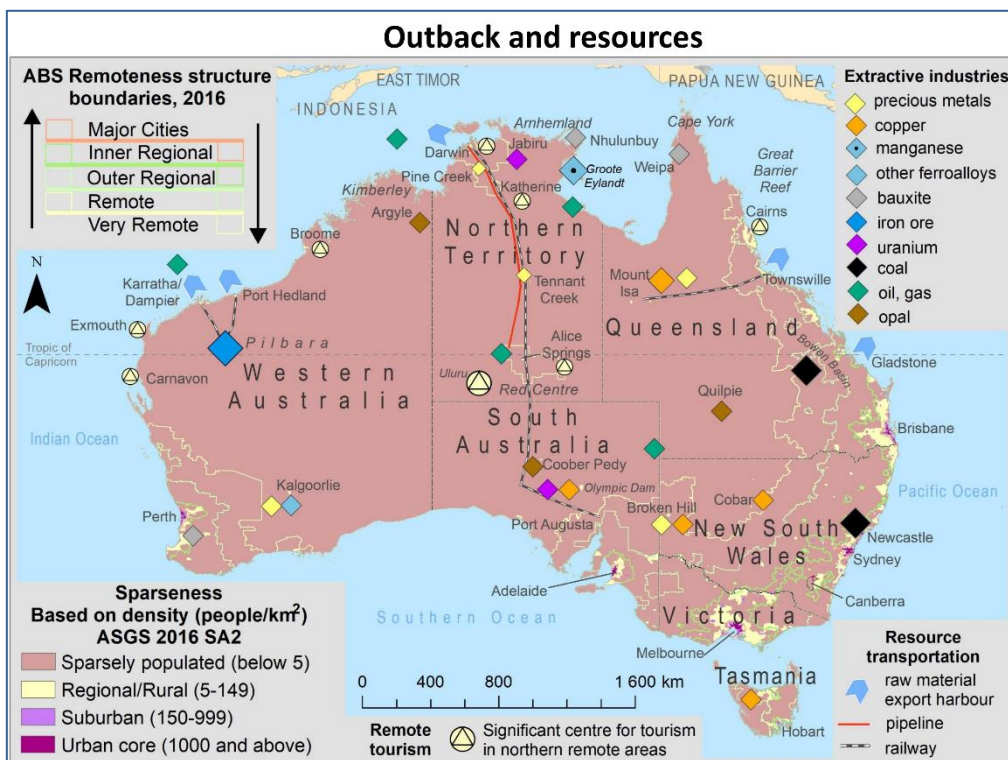 Outback and resources
ABS Remoteness structure
boundaries, 2016
Major Cities
Inner Regional
Outer Regional
Remote
Very Remote
EAST TIMOR
PAPUA NEW GUINEA
INDONESIA
Extractive industries
precious metals
copper
manganese
other ferroalloys
bauxite
iron ore
uranium
coal
oil, gas
opal
Arnhemland
Cape York
Darwin
Jabiru
Nhulunbuy
Weipa
Great
Barrier
Reef
Pine Creek
Katherine
Groote
Eylandt
Kimberley
Argyle
Broome
Northern
Territory
Cairns
N
Karratha/
Dampier
Port Hedland
Tennant
Creek
Mount
Isa
Townsville
Exmouth
Pilbara
Queensland
Tropic of
Capricorn
Alice
Springs
Bowen Basin
Gladstone
Carnavon
Western
Australia
Uluru
Red Centre
Quilpie
Indian Ocean
South
Australia
Brisbane
Coober Pedy
Olympic Dam
Kalgoorlie
Perth
Port Augusta
Broken Hill
Cobar
Pacific Ocean
New South
Wales
Newcastle
Sydney
Adelaide
Canberra
Southern Ocean
Victoria
Melbourne
Tasmania
Hobart
Sparseness
Based on density (people/km²)
ASGS 2016 SA2
Sparsely populated (below 5)
Regional/Rural (5-149)
Suburban (150-999)
Urban core (1000 and above)
0 400 800 1 600 km
Remote
tourism
Significant centre for tourism
in northern remote areas
Resource
transportation
raw material
export harbour
pipeline
railway